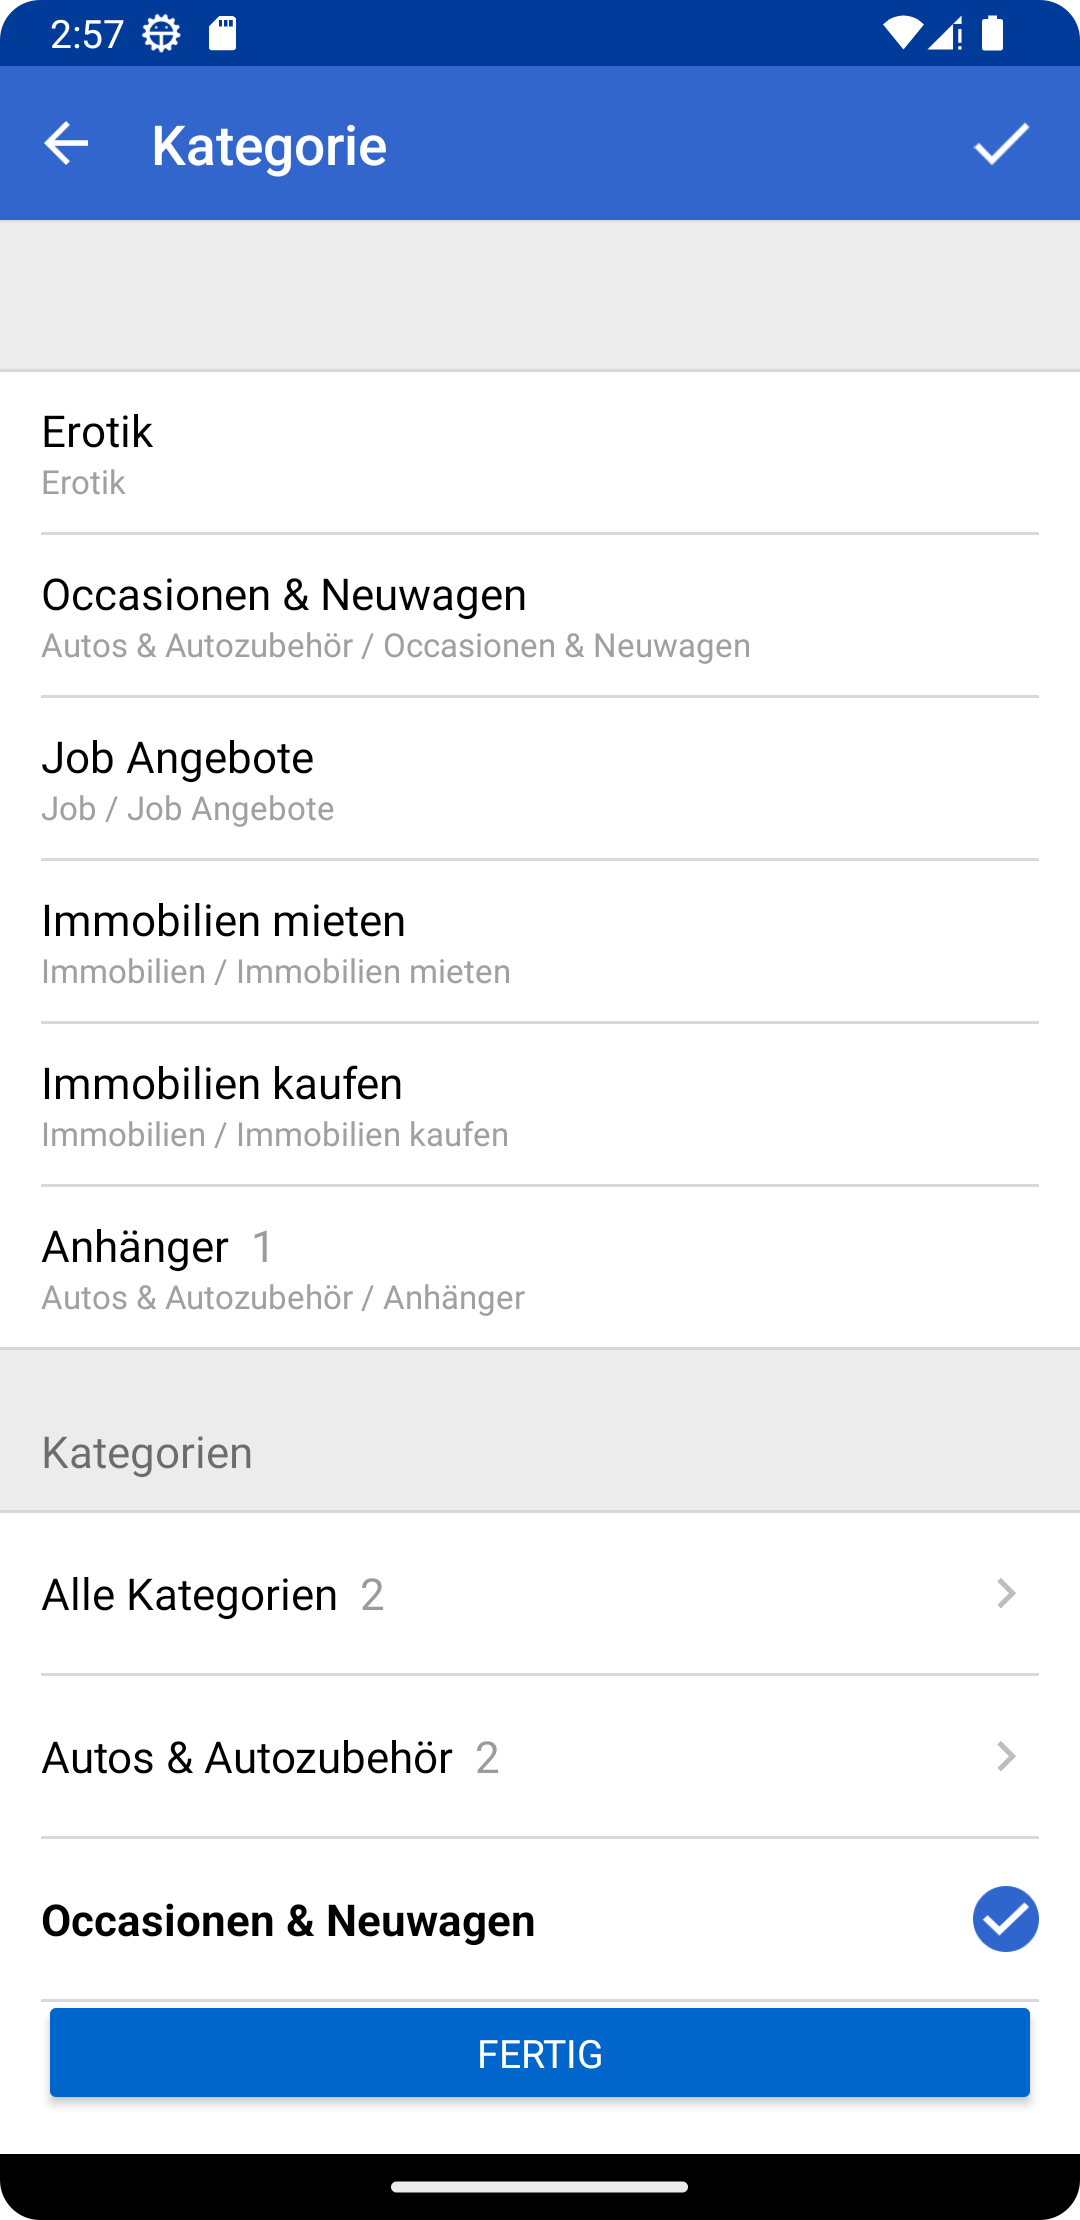 2:57
Kategorie
Erotik
Erotik
Occasionen & Neuwagen
Autos & Autozubehör / Occasionen & Neuwagen
Job Angebote
Job / Job Angebote
Immobilien mieten
Immobilien / Immobilien mieten
Immobilien kaufen
Immobilien / Immobilien kaufen
Anhänger 1
Autos & Autozubehör / Anhänger
Kategorien
Alle Kategorien 2
Autos & Autozubehör 2
Occasionen & Neuwagen
FERTIG